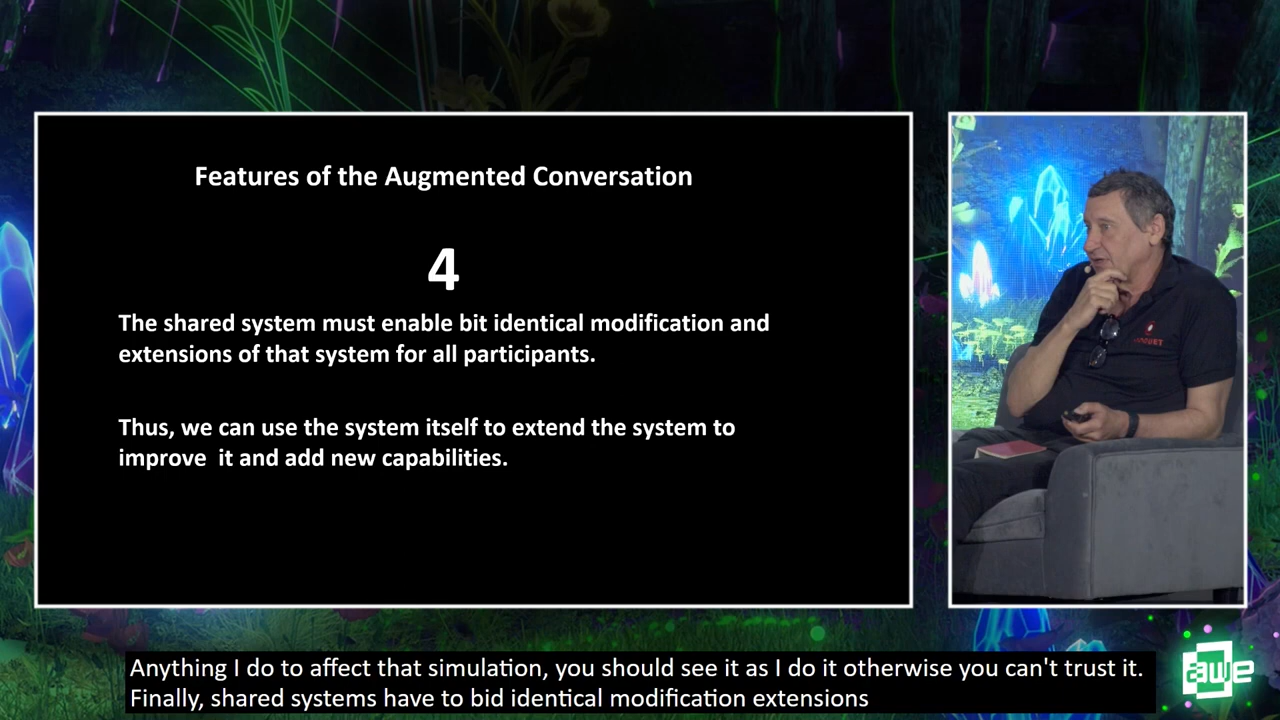 Features of the Augmented Conversation
4
The shared system must enable bit identical modification and
extensions of that system for all participants.
Thus, we can use the system itself to extend the system to
improve it and add new capabilities.
Anything I do to affect that simulation, you should see it as I do it otherwise you can't trust it.
Finally, shared systems have to bid identical modification extensions
awe